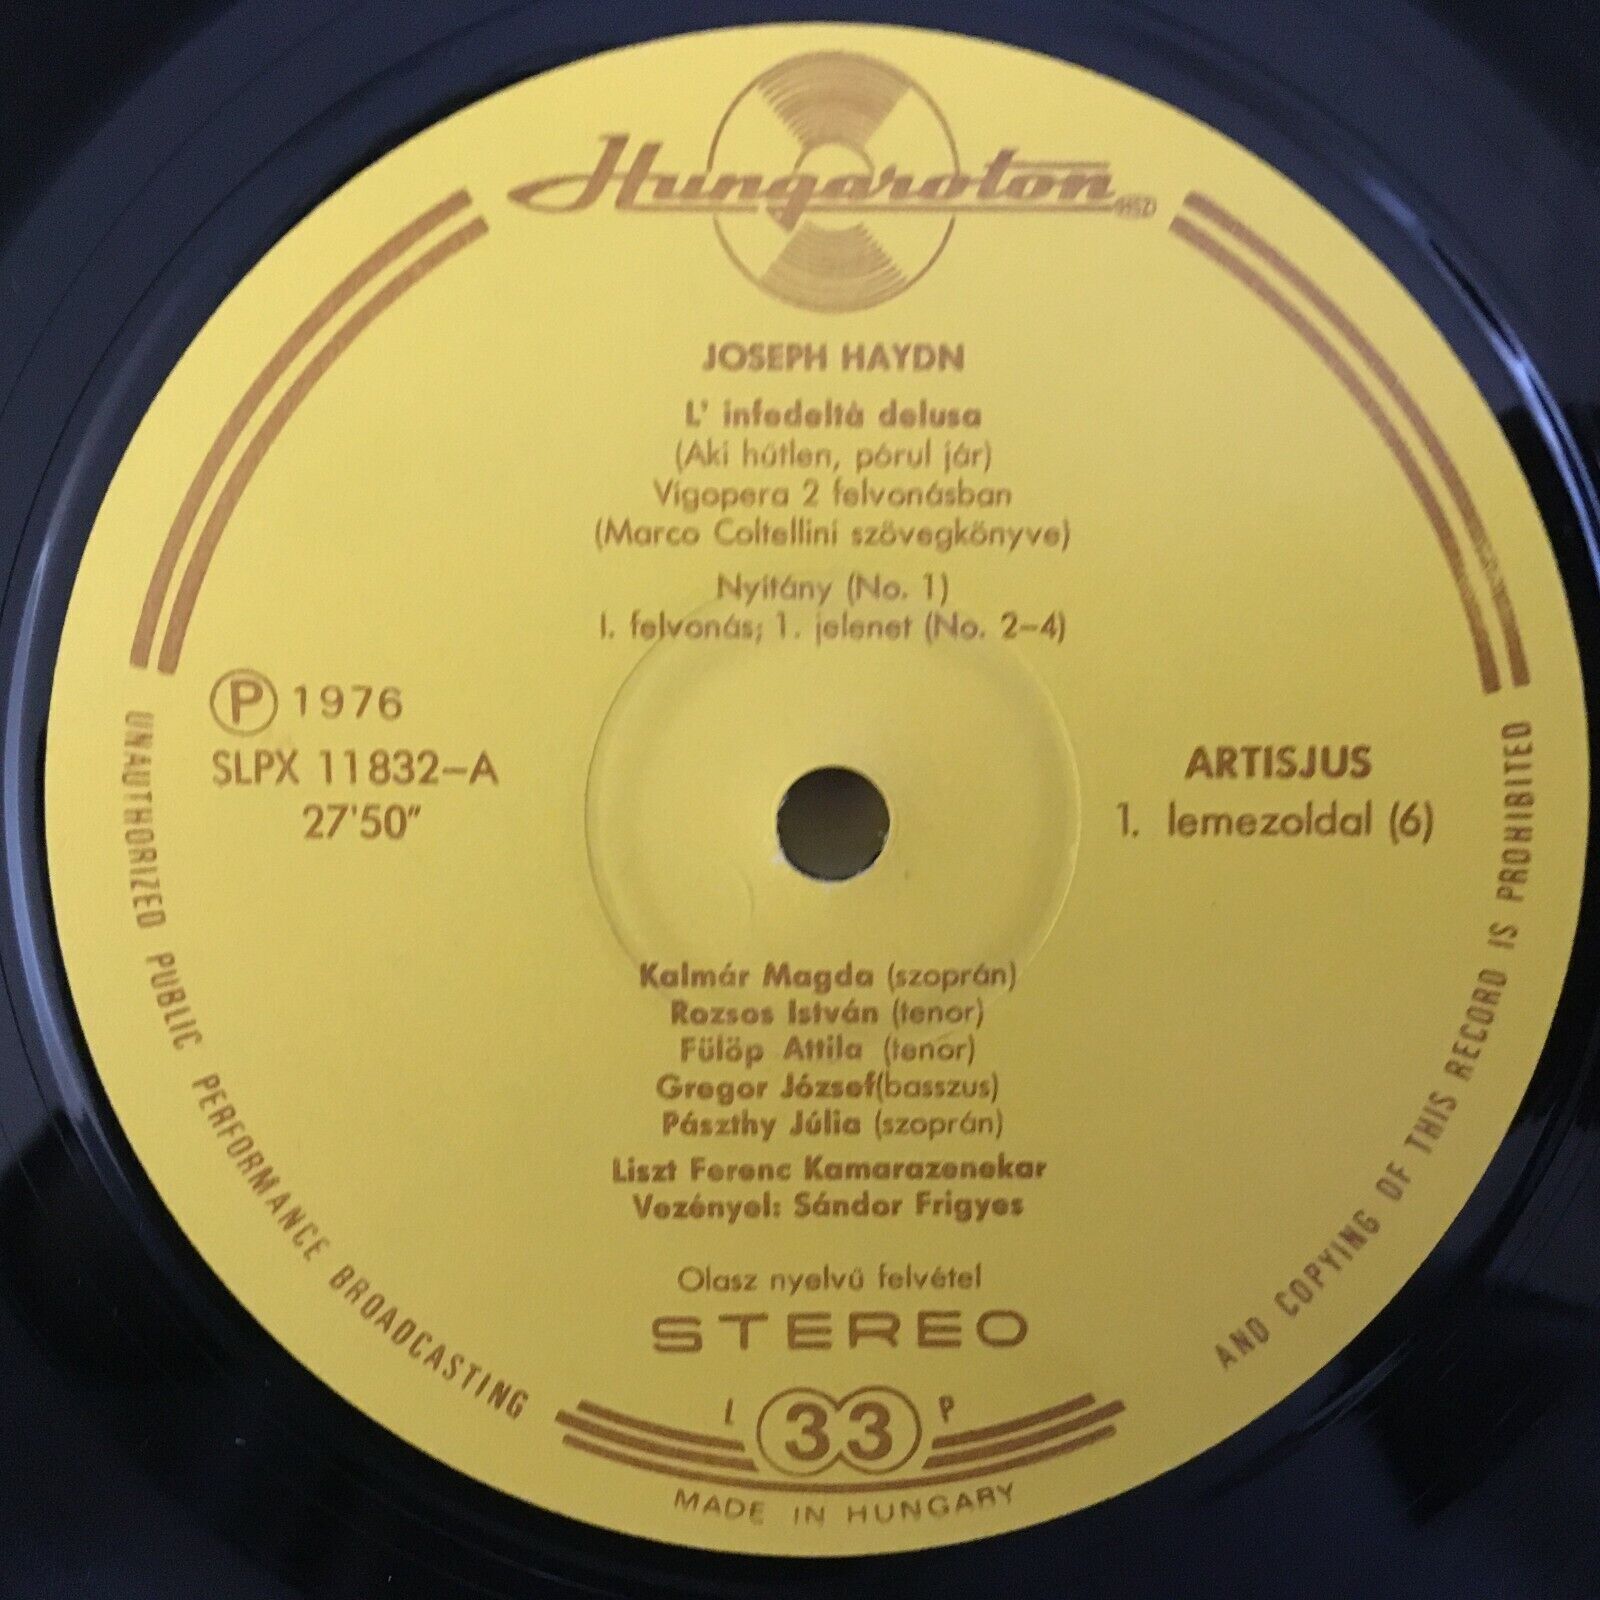 Hungaroton
JOSEPH HAYDN
L' infedeltà delusa
(Aki hűtlen, pórul jár)
Vigopera 2 felvonásban
(Marco Coltellini szövegkönyve)
Nyitány (No. 1)
I. felvonás; 1. jelenet (No. 2–4)
Ⓟ 1976
SLPX 11832–A
27'50"
ARTISJUS
1. lemezoldal (6)
Kalmár Magda (szoprán)
Rozsos István (tenor)
Fülöp Attila (tenor)
Gregor József(basszus)
Pászthy Júlia (szoprán)
Liszt Ferenc Kamarazenekar
Vezényel: Sándor Frigyes
Olasz nyelvű felvétel
STEREO
L 33 P
MADE IN HUNGARY
UNAUTHORIZED PUBLIC PERFORMANCE BROADCASTING AND COPYING OF THIS RECORD IS PROHIBITED